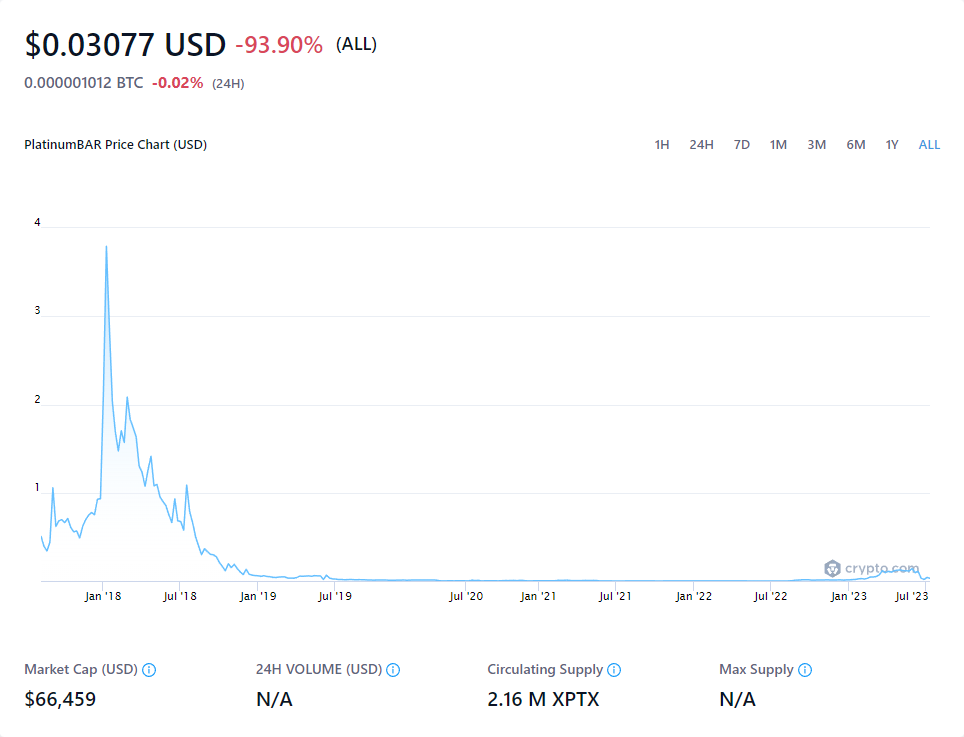 $0.03077 USD -93.90% (ALL)
0.000001012 BTC -0.02% (24H)
PlatinumBAR Price Chart (USD) 1H 24H 7D 1M 3M 6M 1Y ALL
4
3
2
1
crypto.com
Jan '18 Jul '18 Jan '19 Jul '19 Jul '20 Jan '21 Jul '21 Jan '22 Jul '22 Jan '23 Jul '23
Market Cap (USD) 24H VOLUME (USD) Circulating Supply Max Supply
$66,459 N/A 2.16 M XPTX N/A